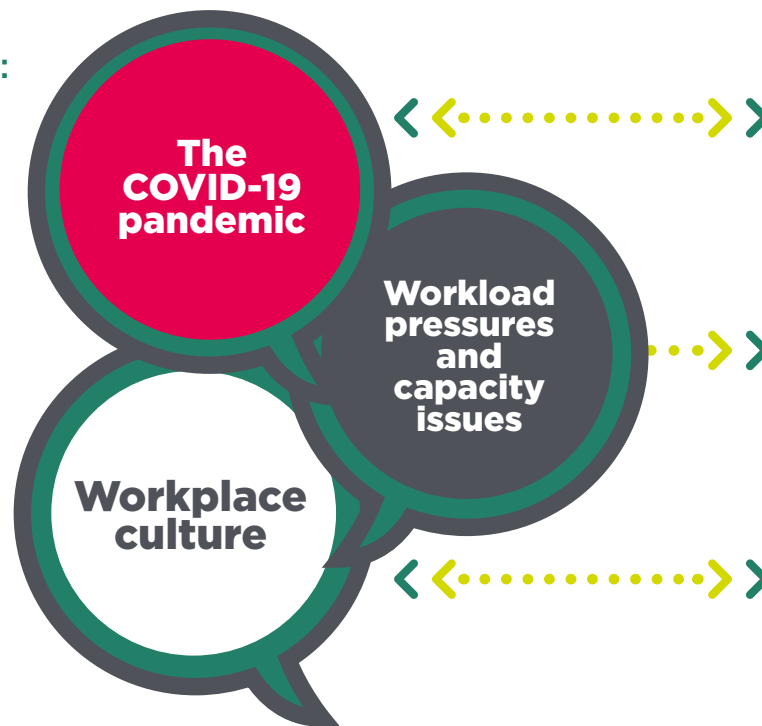 :
The
COVID-19
pandemic
Workload
pressures
and
capacity
issues
Workplace
culture